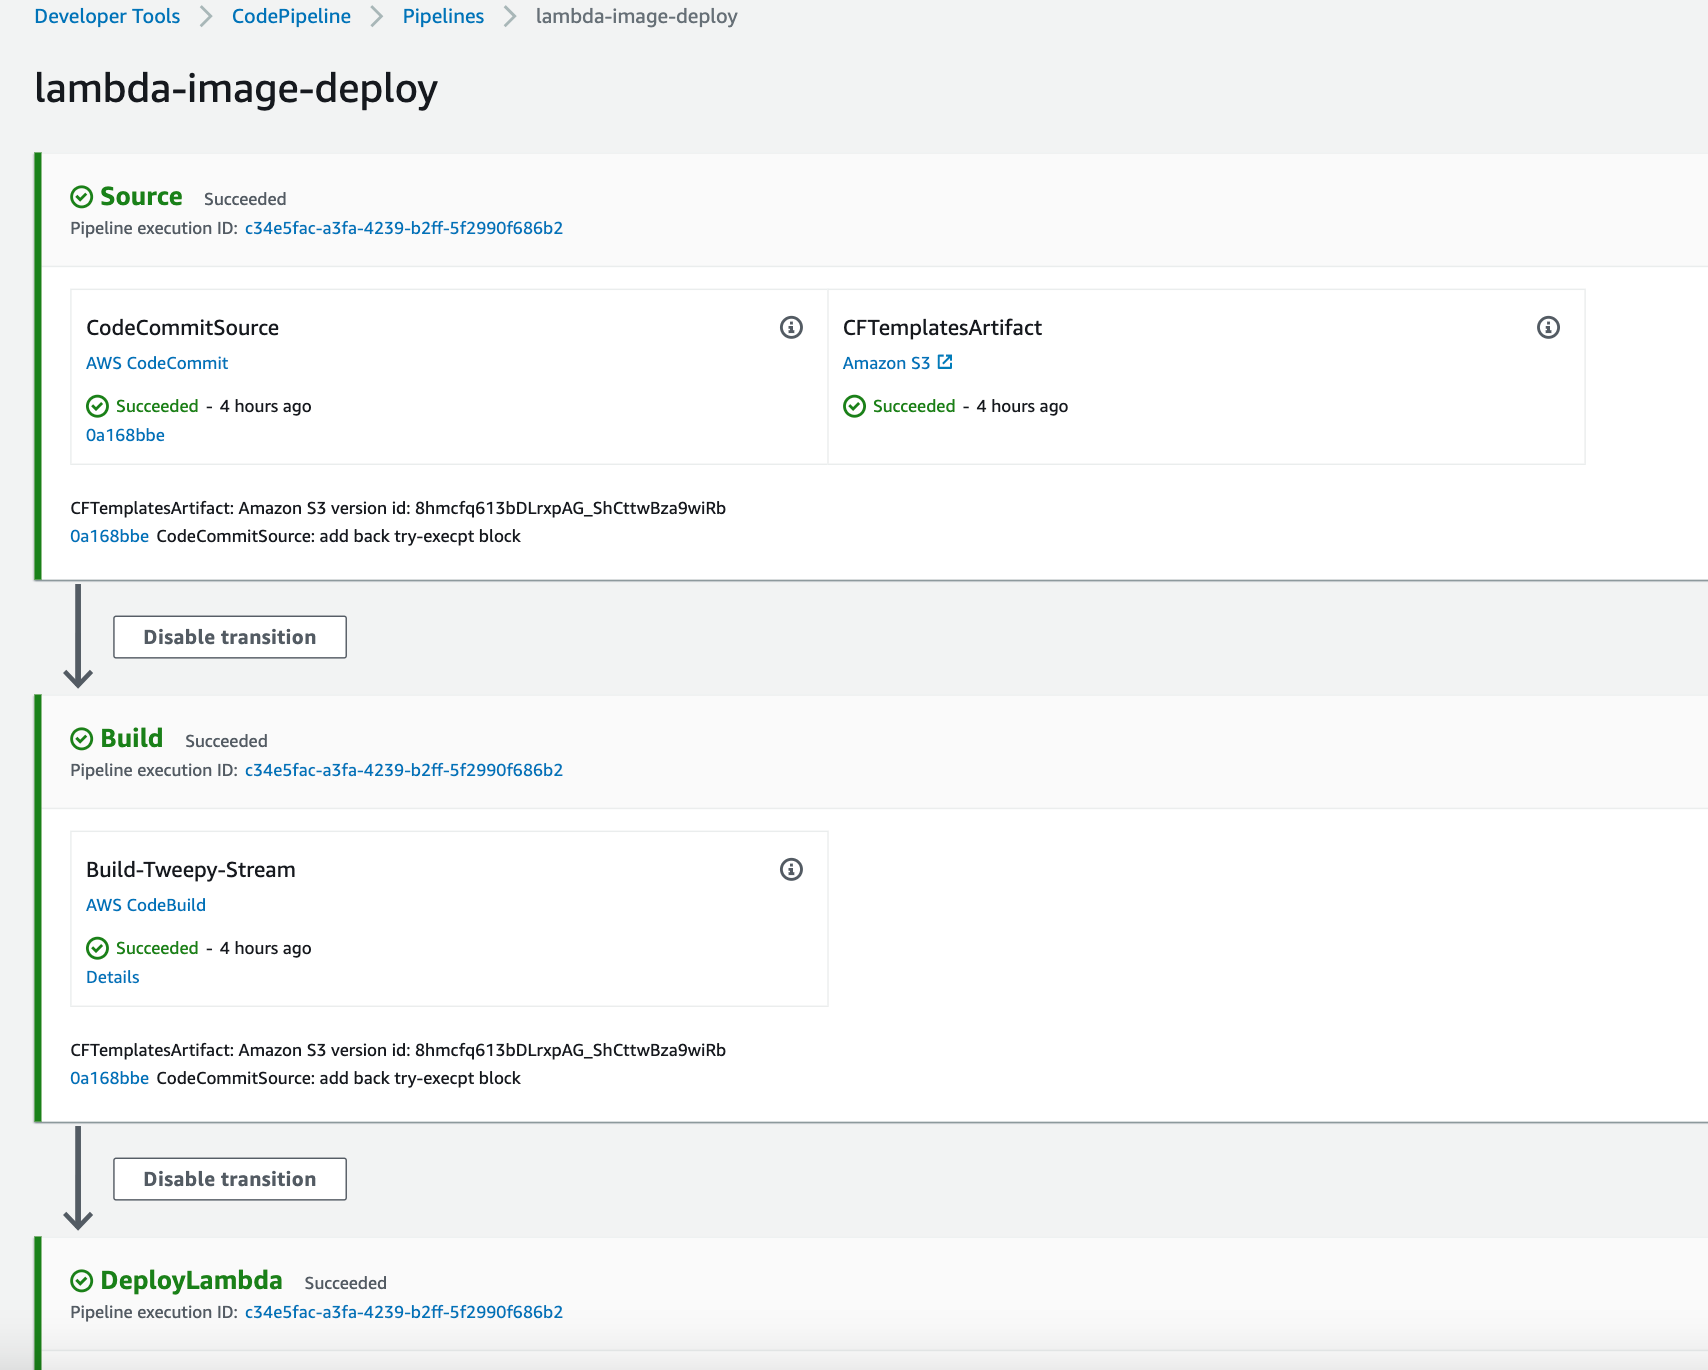 Developer Tools > CodePipeline > Pipelines > lambda-image-deploy
lambda-image-deploy
Source Succeeded
Pipeline execution ID: c34e5fac-a3fa-4239-b2ff-5f2990f686b2
CodeCommitSource
AWS CodeCommit
Succeeded - 4 hours ago
0a168bbe
CFTemplatesArtifact
Amazon S3
Succeeded - 4 hours ago
CFTemplatesArtifact: Amazon S3 version id: 8hmcfq613bDLrxpAG_ShCttwBza9wiRb
0a168bbe CodeCommitSource: add back try-execpt block
Disable transition
Build Succeeded
Pipeline execution ID: c34e5fac-a3fa-4239-b2ff-5f2990f686b2
Build-Tweepy-Stream
AWS CodeBuild
Succeeded - 4 hours ago
Details
CFTemplatesArtifact: Amazon S3 version id: 8hmcfq613bDLrxpAG_ShCttwBza9wiRb
0a168bbe CodeCommitSource: add back try-execpt block
Disable transition
DeployLambda Succeeded
Pipeline execution ID: c34e5fac-a3fa-4239-b2ff-5f2990f686b2